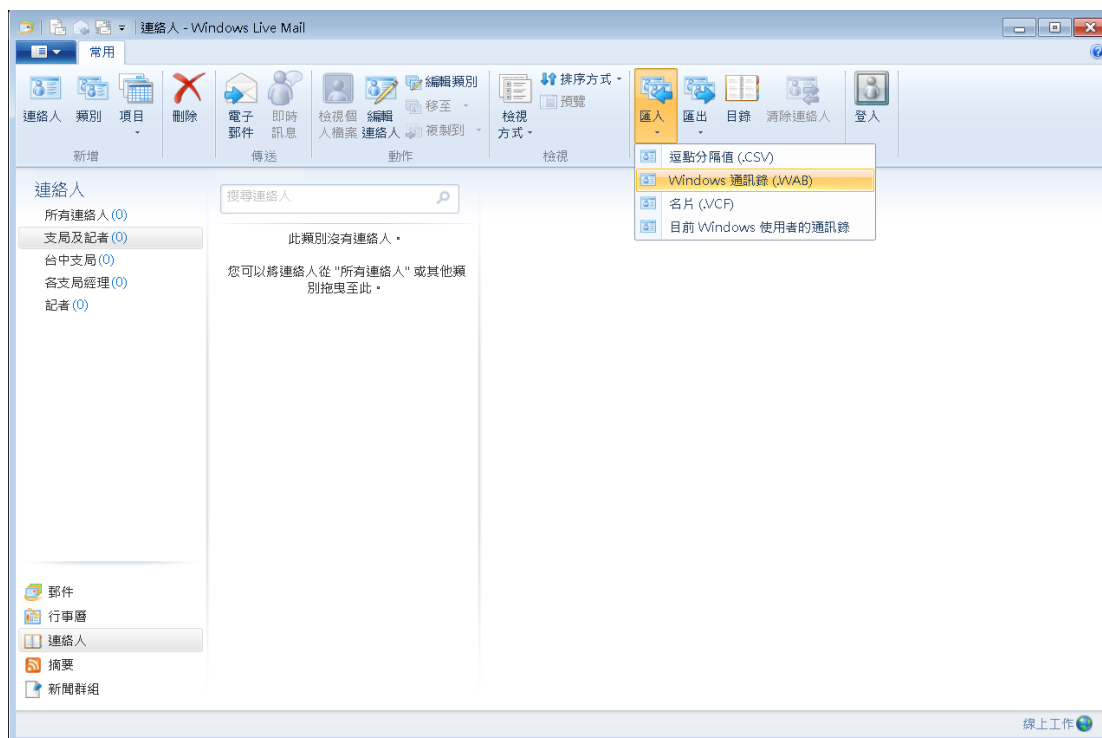 連絡人 - Windows Live Mail
常用
連絡人
類別
項目
刪除
新增
電子郵件
即時訊息
傳送
檢視個人檔案
編輯連絡人
編輯類別
移至
複製到
動作
檢視方式
排序方式
預覽
檢視
匯入
匯出
目錄
清除連絡人
登入
逗點分隔值 (.CSV)
Windows 通訊錄 (.WAB)
名片 (.VCF)
目前 Windows 使用者的通訊錄
連絡人
所有連絡人 (0)
支局及記者 (0)
台中支局 (0)
各支局經理 (0)
記者 (0)
搜尋連絡人
此類別沒有連絡人。
您可以將連絡人從 "所有連絡人" 或其他類
別拖曳至此。
郵件
行事曆
連絡人
摘要
新聞群組
線上工作